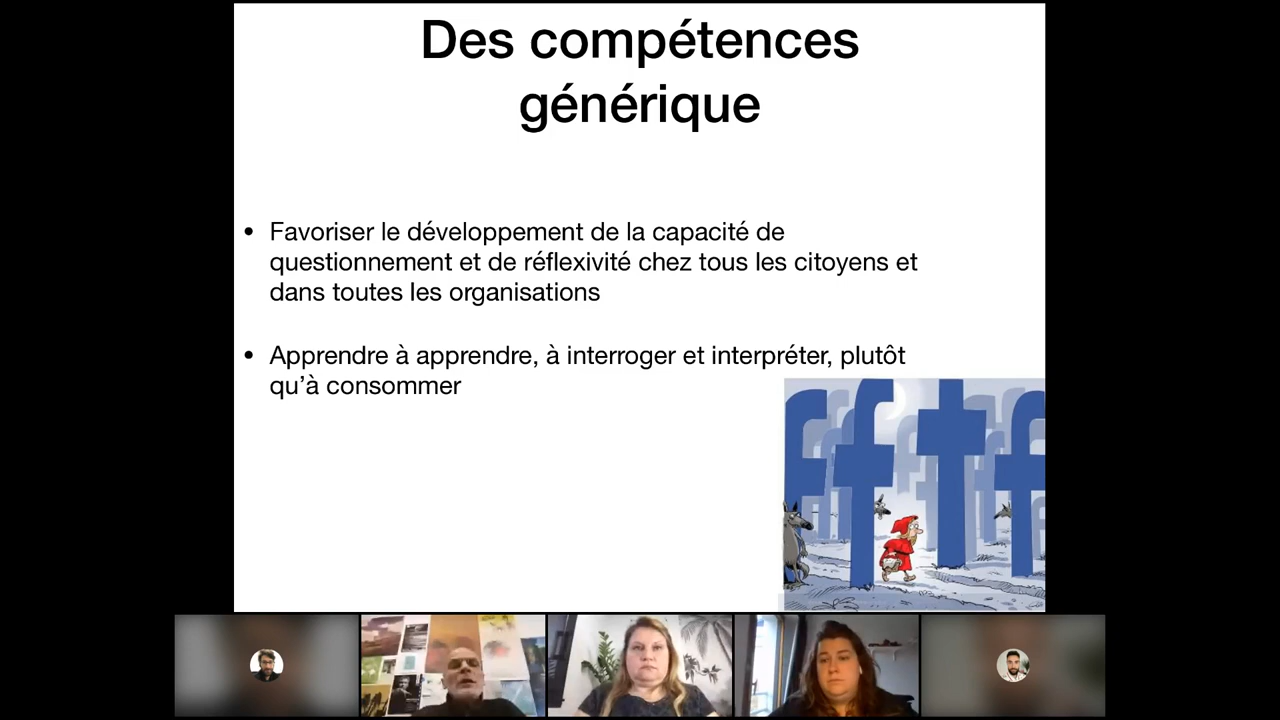 Des compétences
générique
• Favoriser le développement de la capacité de
questionnement et de réflexivité chez tous les citoyens et
dans toutes les organisations
• Apprendre à apprendre, à interroger et interpréter, plutôt
qu’à consommer